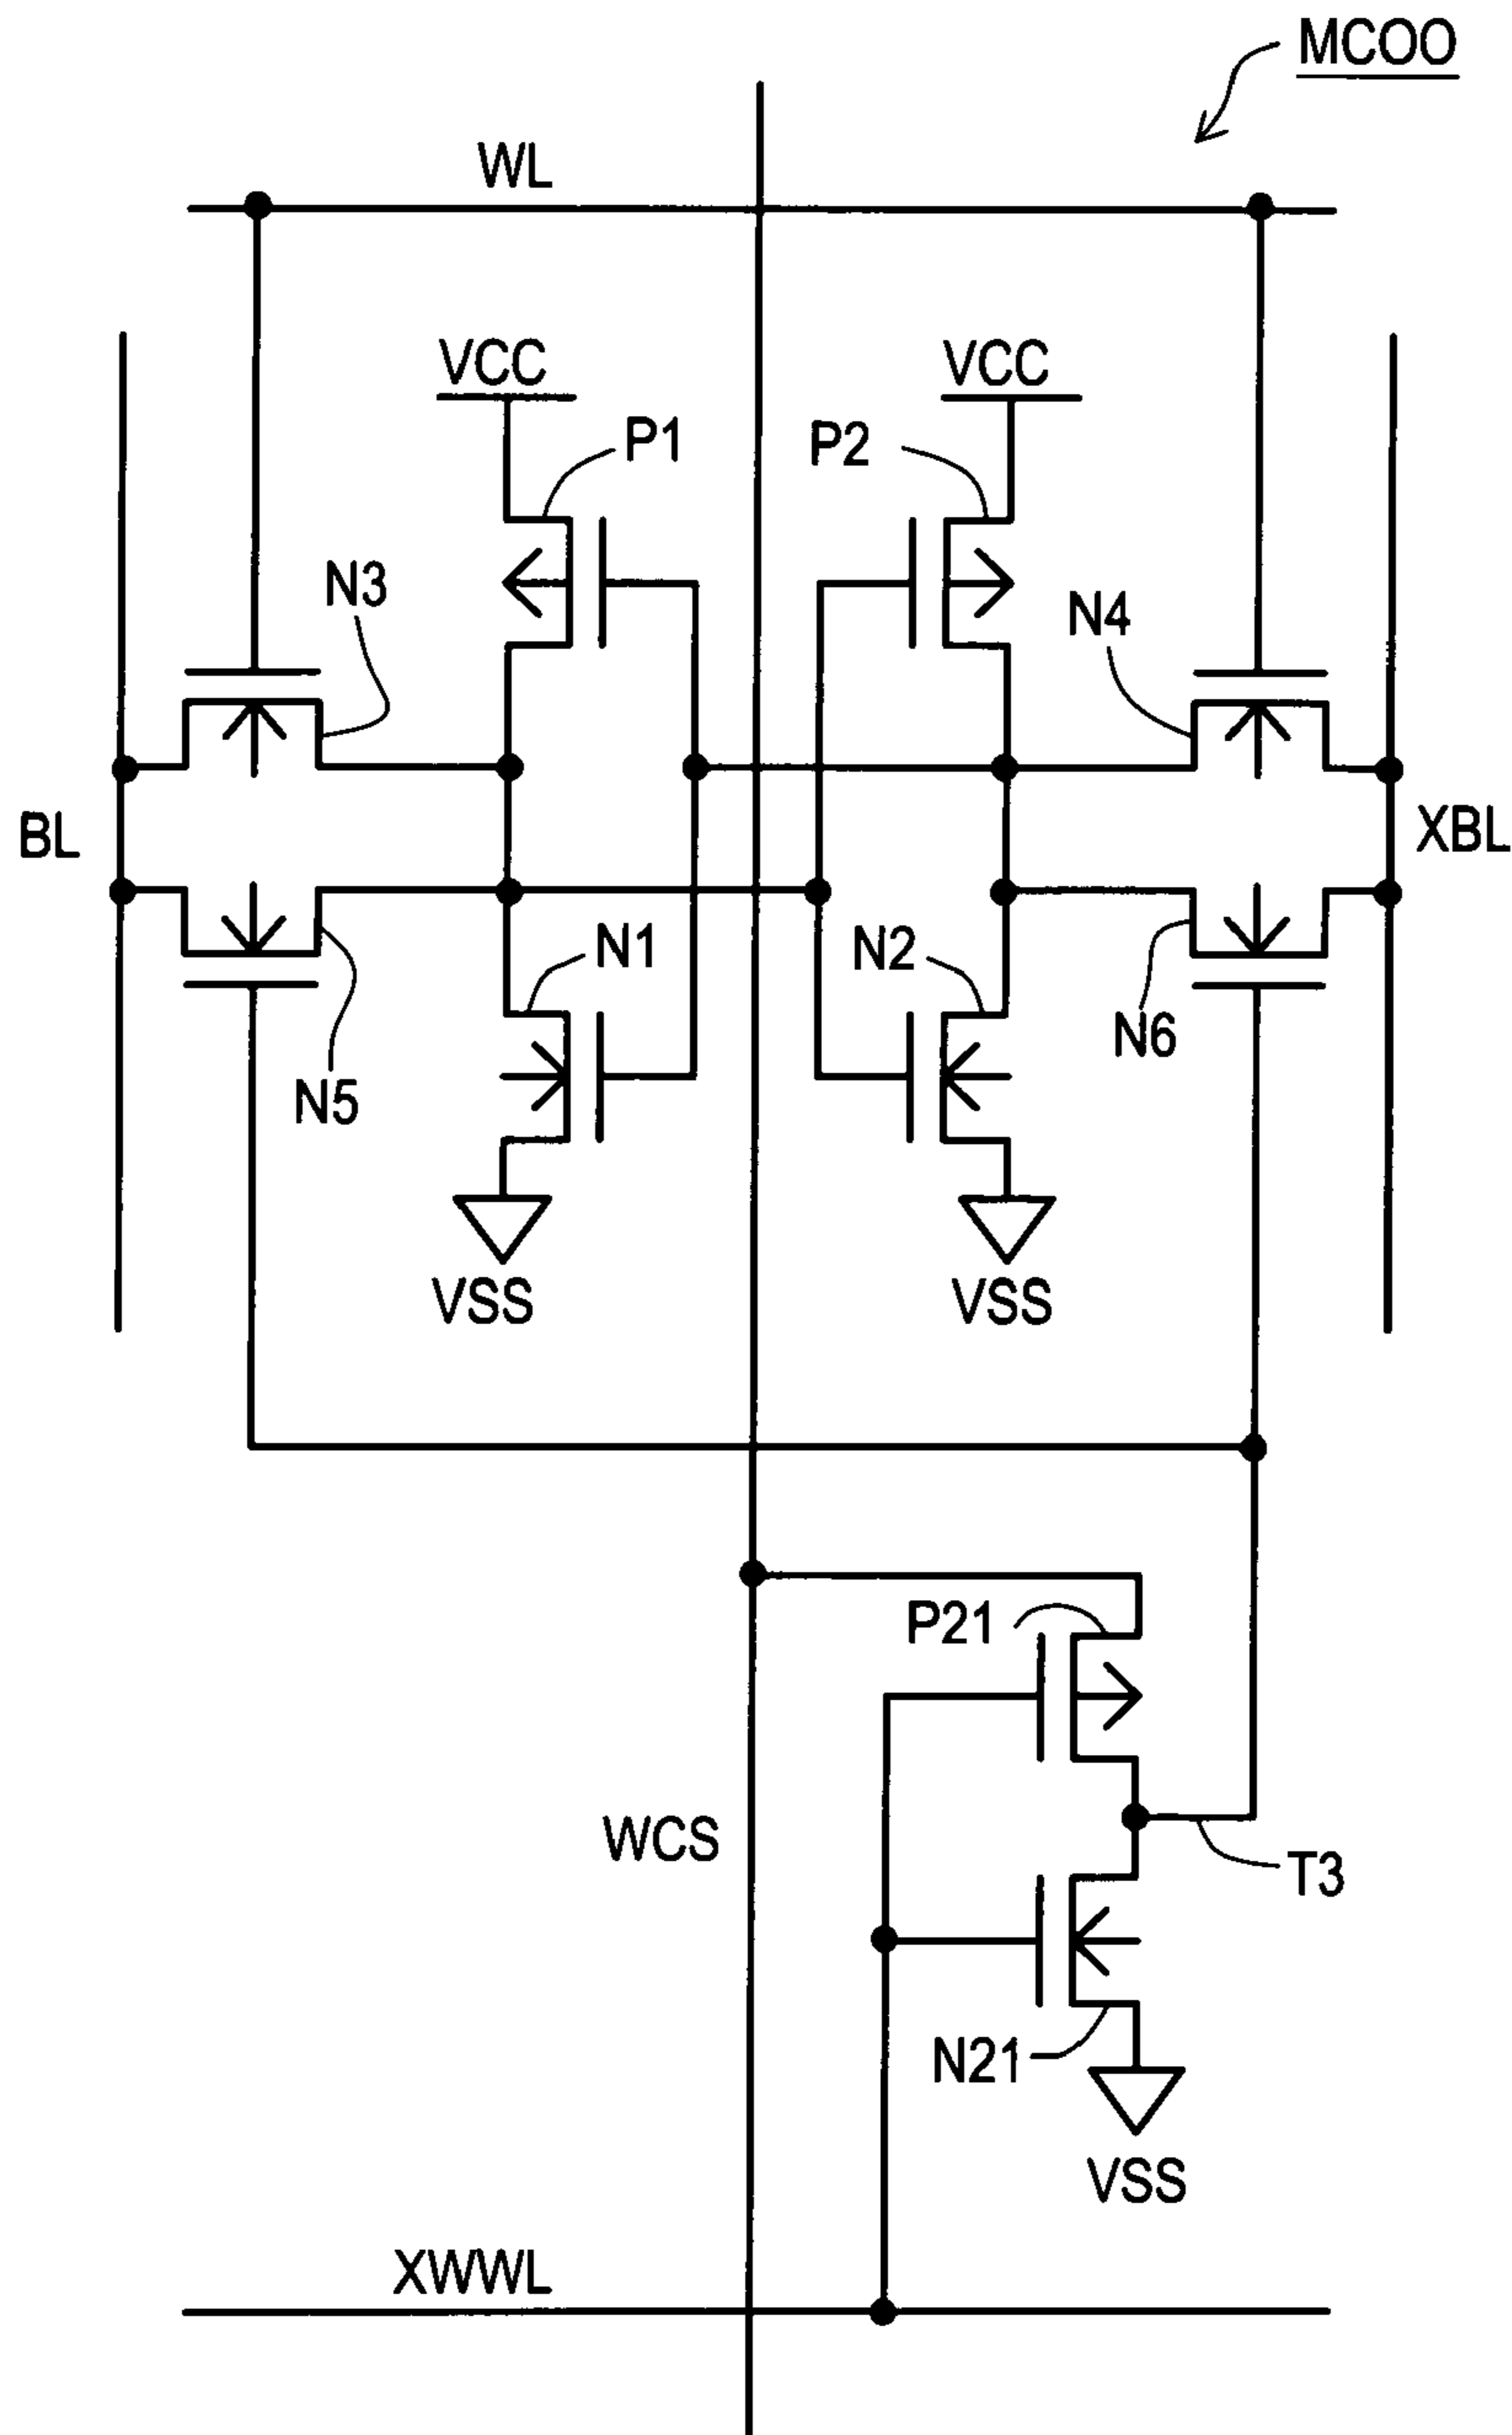 MC00
WL
VCC
VCC
P1
P2
N3
N4
BL
XBL
N1
N2
N6
N5
VSS
VSS
P21
WCS
T3
N21
VSS
XWWL